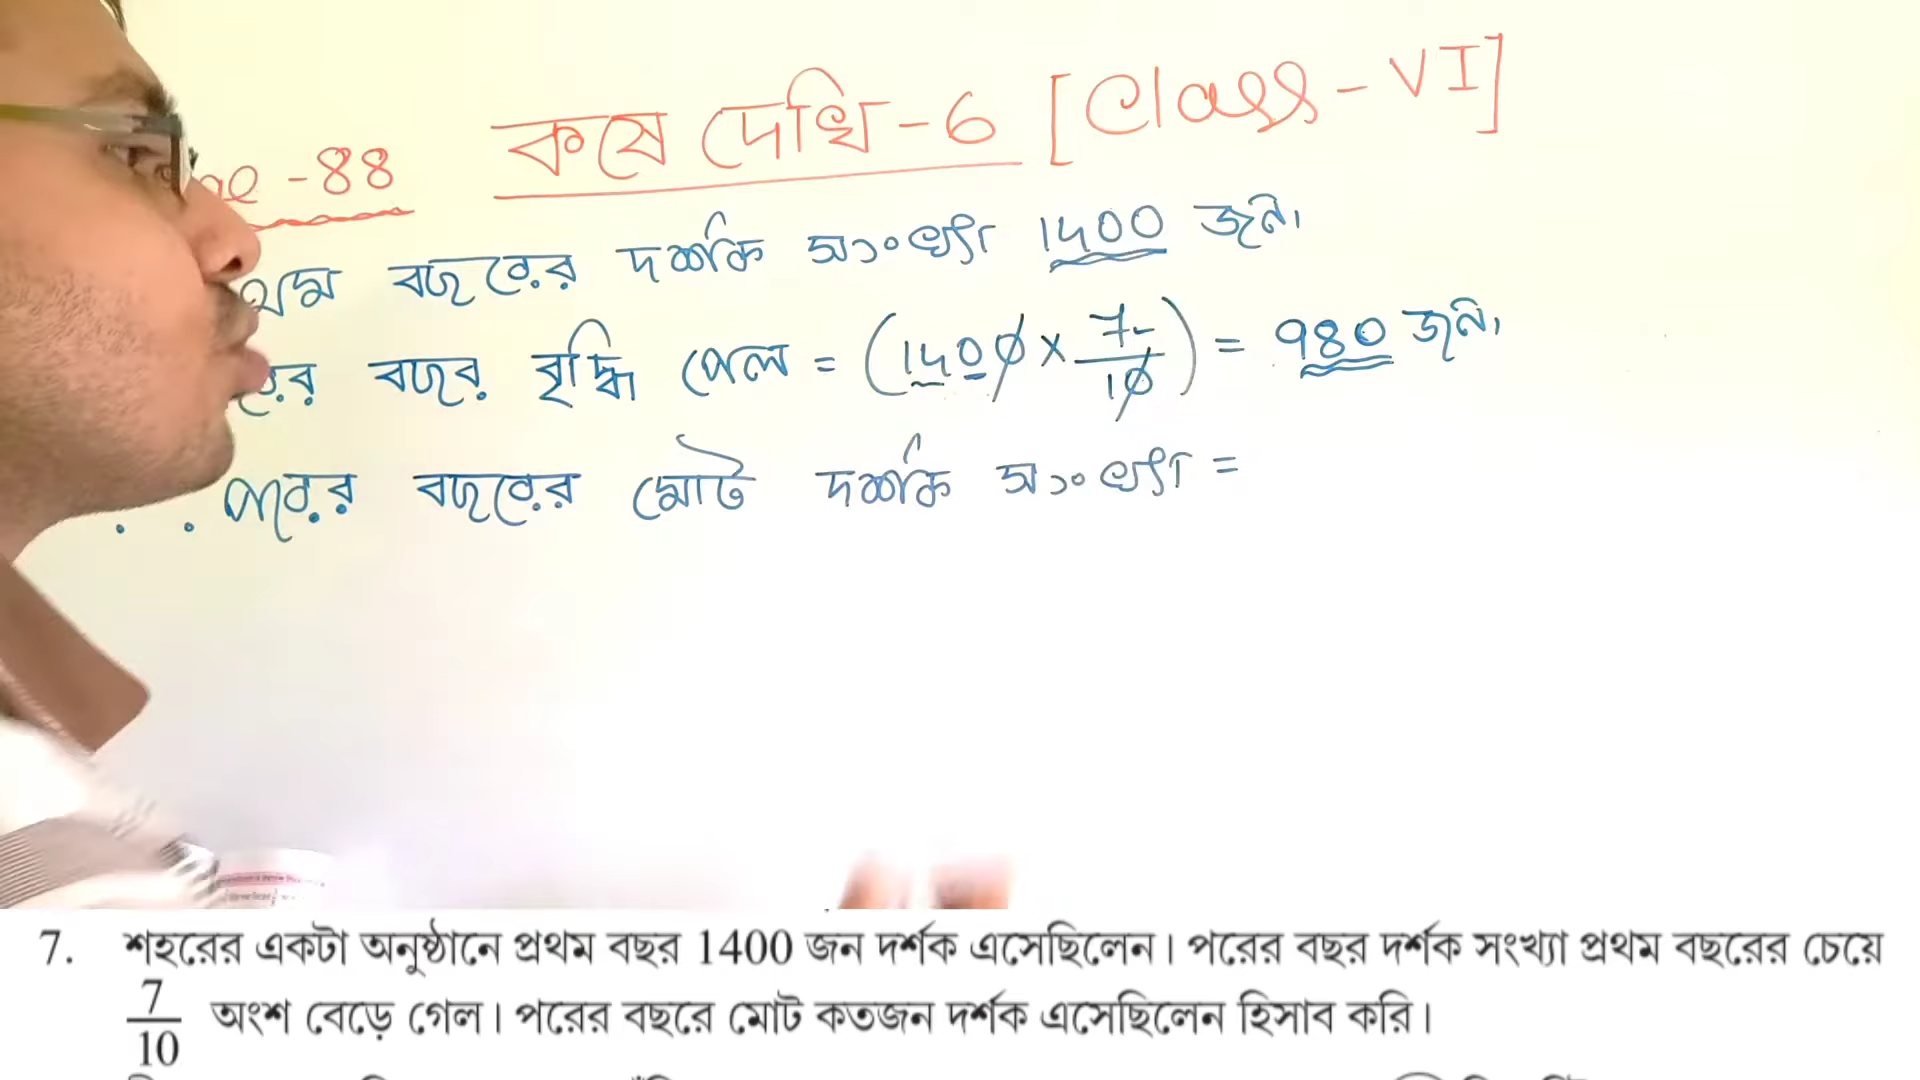 কষে দেখি - 6 [Class - VI]
-88
প্রথম বছরের দর্শক সংখ্যা 1400 জন।
পরের বছর বৃদ্ধি পেল = (1400 × 7/10) = 980 জন।
∴ পরের বছরের মোট দর্শক সংখ্যা =
7. শহরের একটা অনুষ্ঠানে প্রথম বছর 1400 জন দর্শক এসেছিলেন। পরের বছর দর্শক সংখ্যা প্রথম বছরের চেয়ে
7/10 অংশ বেড়ে গেল। পরের বছরে মোট কতজন দর্শক এসেছিলেন হিসাব করি।